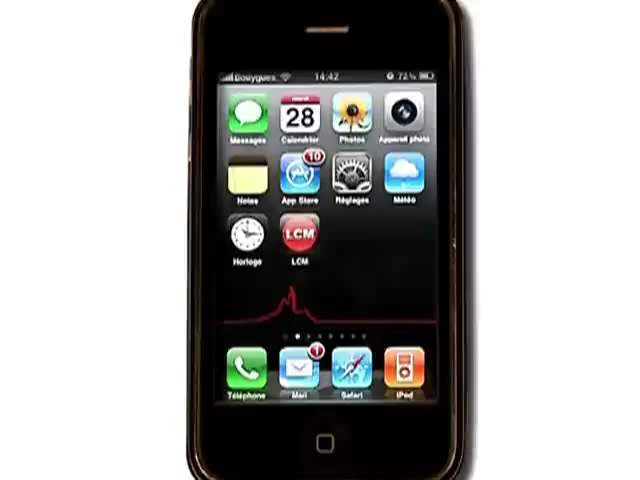 Bouygues 14:42 72 %
28
Messages Calendrier Photos Appareil photo
10
Notes App Store Réglages Météo
LCM
Horloge LCM
1
Téléphone Mail Safari iPod